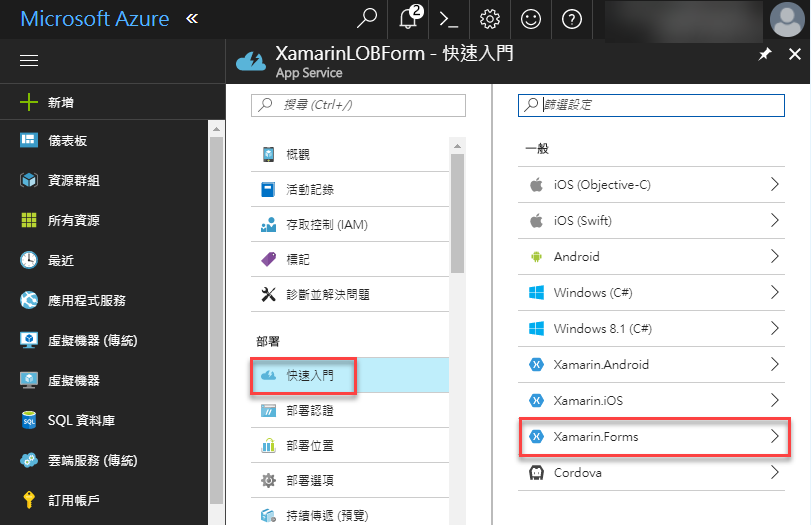 Microsoft Azure «
2
XamarinLOBForm - 快速入門
App Service
新增
儀表板
資源群組
所有資源
最近
應用程式服務
虛擬機器 (傳統)
虛擬機器
SQL 資料庫
雲端服務 (傳統)
訂用帳戶
搜尋 (Ctrl+/)
概觀
活動記錄
存取控制 (IAM)
標記
診斷並解決問題
部署
快速入門
部署認證
部署位置
部署選項
持續傳遞 (預覽)
篩選設定
一般
iOS (Objective-C)
iOS (Swift)
Android
Windows (C#)
Windows 8.1 (C#)
Xamarin.Android
Xamarin.iOS
Xamarin.Forms
Cordova